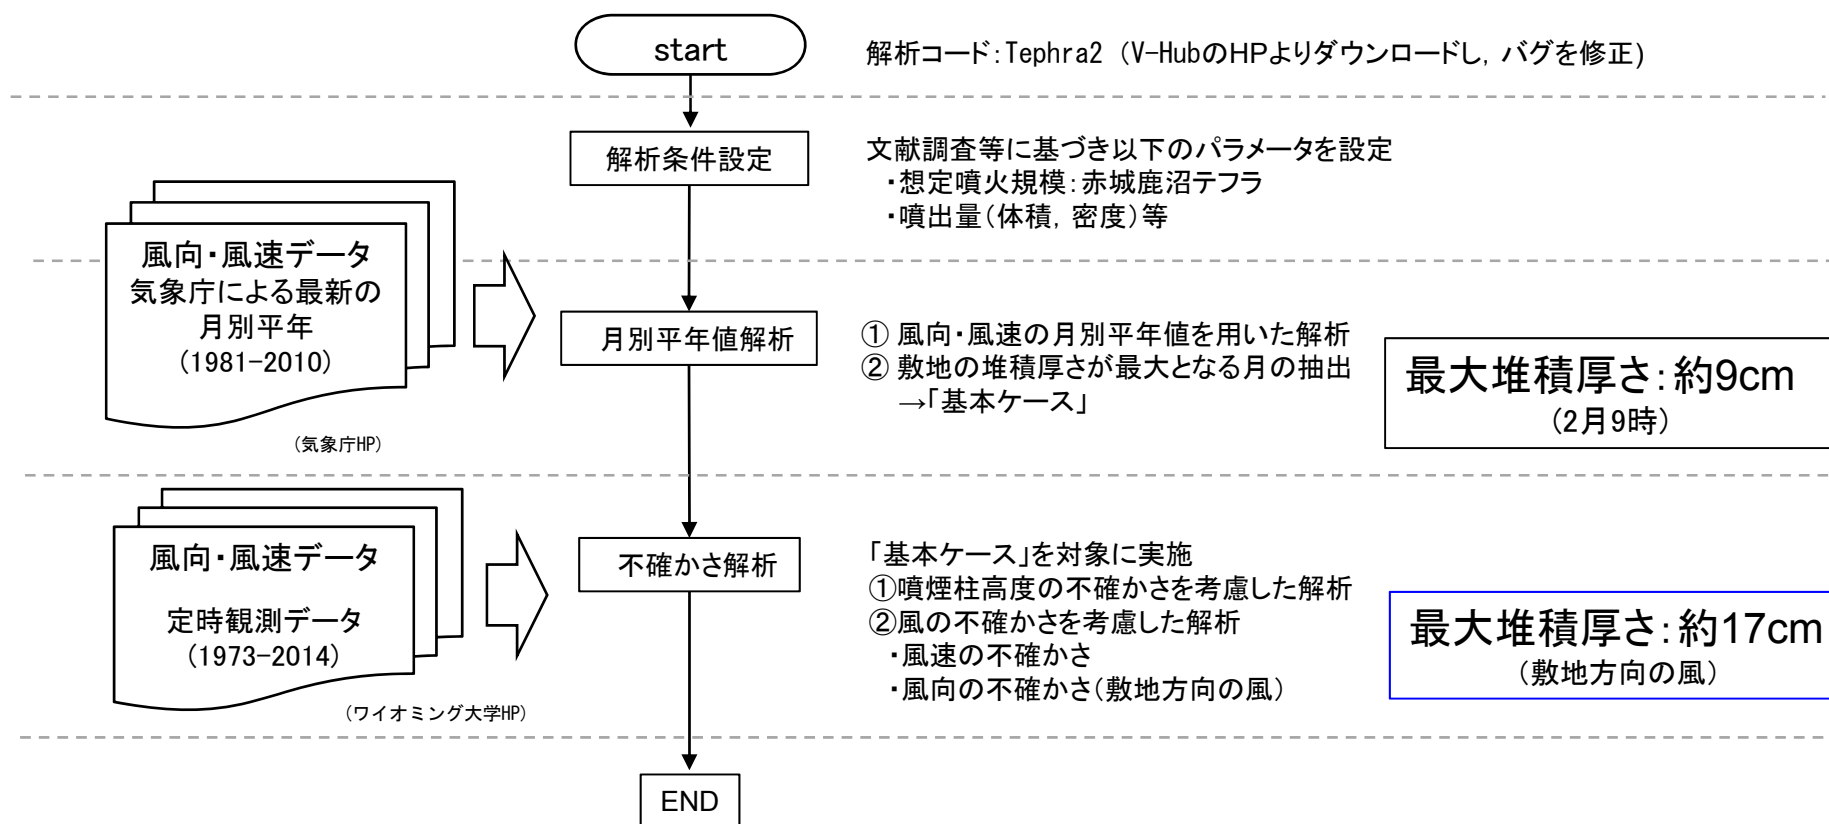 start
解析コード:Tephra2 (V-HubのHPよりダウンロードし, バグを修正)
解析条件設定
文献調査等に基づき以下のパラメータを設定
・想定噴火規模:赤城鹿沼テフラ
・噴出量(体積, 密度)等
風向・風速データ
気象庁による最新の
月別平年
(1981-2010)
(気象庁HP)
月別平年値解析
① 風向・風速の月別平年値を用いた解析
② 敷地の堆積厚さが最大となる月の抽出
→「基本ケース」
最大堆積厚さ:約9cm
(2月9時)
風向・風速データ
定時観測データ
(1973-2014)
(ワイオミング大学HP)
不確かさ解析
「基本ケース」を対象に実施
①噴煙柱高度の不確かさを考慮した解析
②風の不確かさを考慮した解析
・風速の不確かさ
・風向の不確かさ(敷地方向の風)
最大堆積厚さ:約17cm
(敷地方向の風)
END